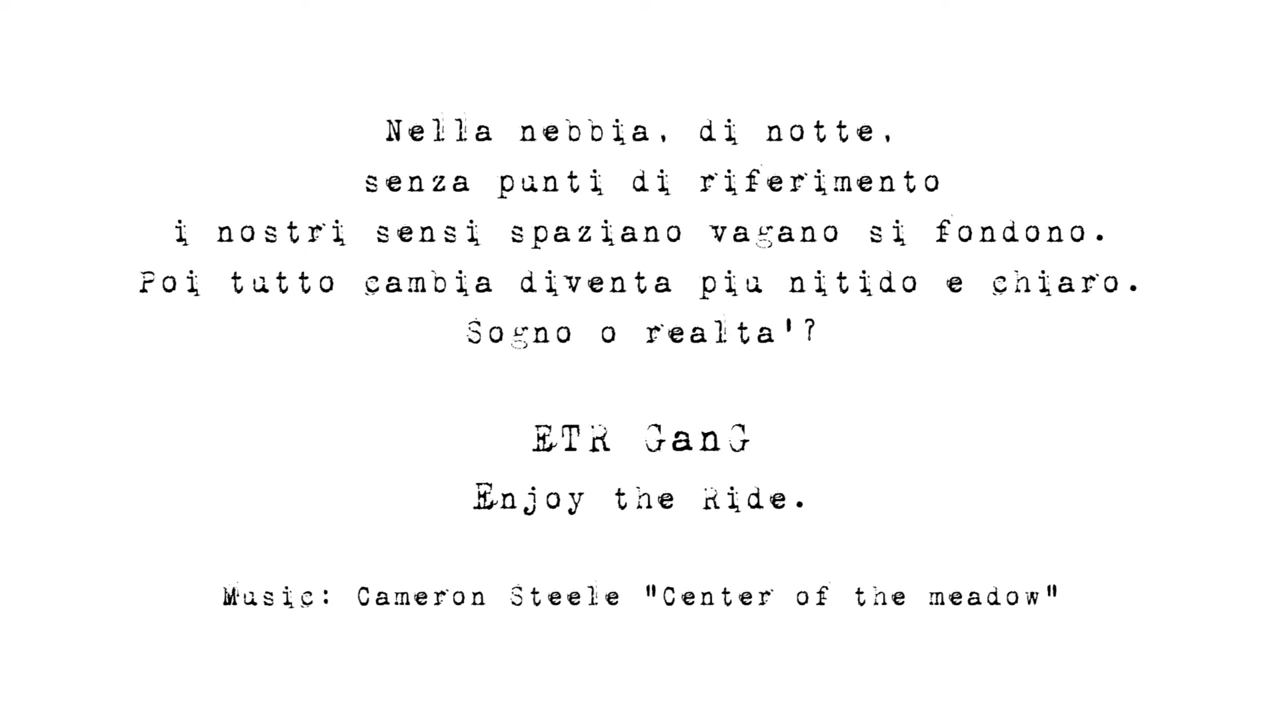 Nella nebbia, di notte,
senza punti di riferimento
i nostri sensi spaziano vagano si fondono.
Poi tutto cambia diventa piu nitido e chiaro.
Sogno o realta'?
ETR GanG
Enjoy the Ride.
Music: Cameron Steele "Center of the meadow"